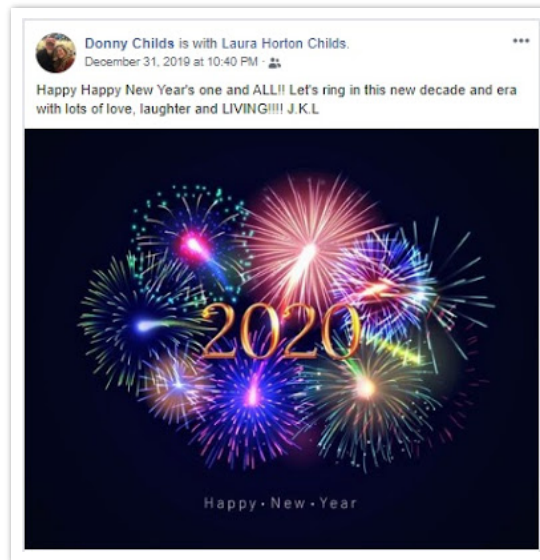 Donny Childs is with Laura Horton Childs.
December 31, 2019 at 10:40 PM ·
Happy Happy New Year's one and ALL!! Let's ring in this new decade and era
with lots of love, laughter and LIVING!!!! J.K.L
2020
Happy • New • Year